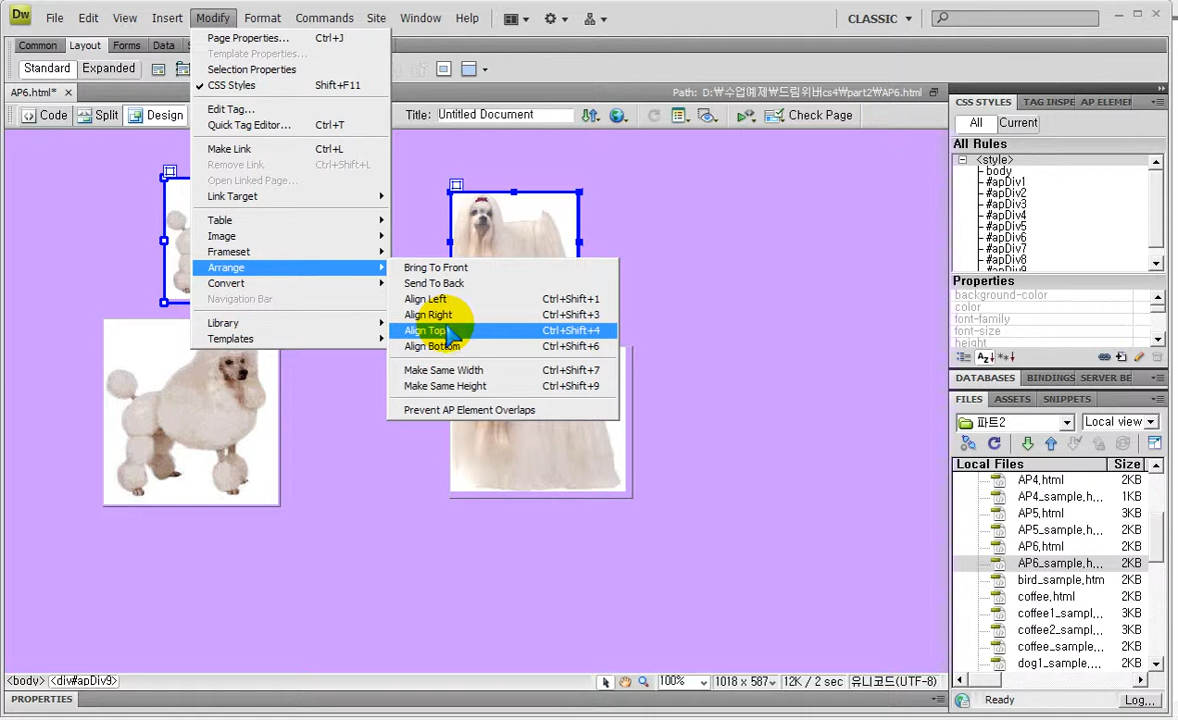 Dw File Edit View Insert Modify Format Commands Site Window Help CLASSIC
Common Layout Forms Data
Standard Expanded
AP6.html* Path: D:₩수업예제₩드림위버cs4₩part2₩AP6.html
Code Split Design Title: Untitled Document Check Page
Page Properties... Ctrl+J
Template Properties...
Selection Properties
CSS Styles Shift+F11
Edit Tag...
Quick Tag Editor... Ctrl+T
Make Link Ctrl+L
Remove Link Ctrl+Shift+L
Open Linked Page...
Link Target
Table
Image
Frameset
Arrange
Convert
Navigation Bar
Library
Templates
Bring To Front
Send To Back
Align Left Ctrl+Shift+1
Align Right Ctrl+Shift+3
Align Top Ctrl+Shift+4
Align Bottom Ctrl+Shift+6
Make Same Width Ctrl+Shift+7
Make Same Height Ctrl+Shift+9
Prevent AP Element Overlaps
CSS STYLES TAG INSPE AP ELEMEN
All Current
All Rules
<style>
body
#apDiv1
#apDiv2
#apDiv3
#apDiv4
#apDiv5
#apDiv6
#apDiv7
#apDiv8
Properties
background-color
color
font-family
font-size
height
DATABASES BINDINGS SERVER BE
FILES ASSETS SNIPPETS
파트2 Local view
Local Files Size
AP4.html 2KB
AP4_sample.h... 1KB
AP5.html 3KB
AP5_sample.h... 2KB
AP6.html 2KB
AP6_sample.h... 2KB
bird_sample.htm 2KB
coffee.html 2KB
coffee1_sampl... 3KB
coffee2_sampl... 3KB
coffee_sample... 2KB
dog1_sample.... 2KB
Ready Log...
<body> <div#apDiv9> 100% 1018 x 587 12K / 2 sec 유니코드(UTF-8)
PROPERTIES